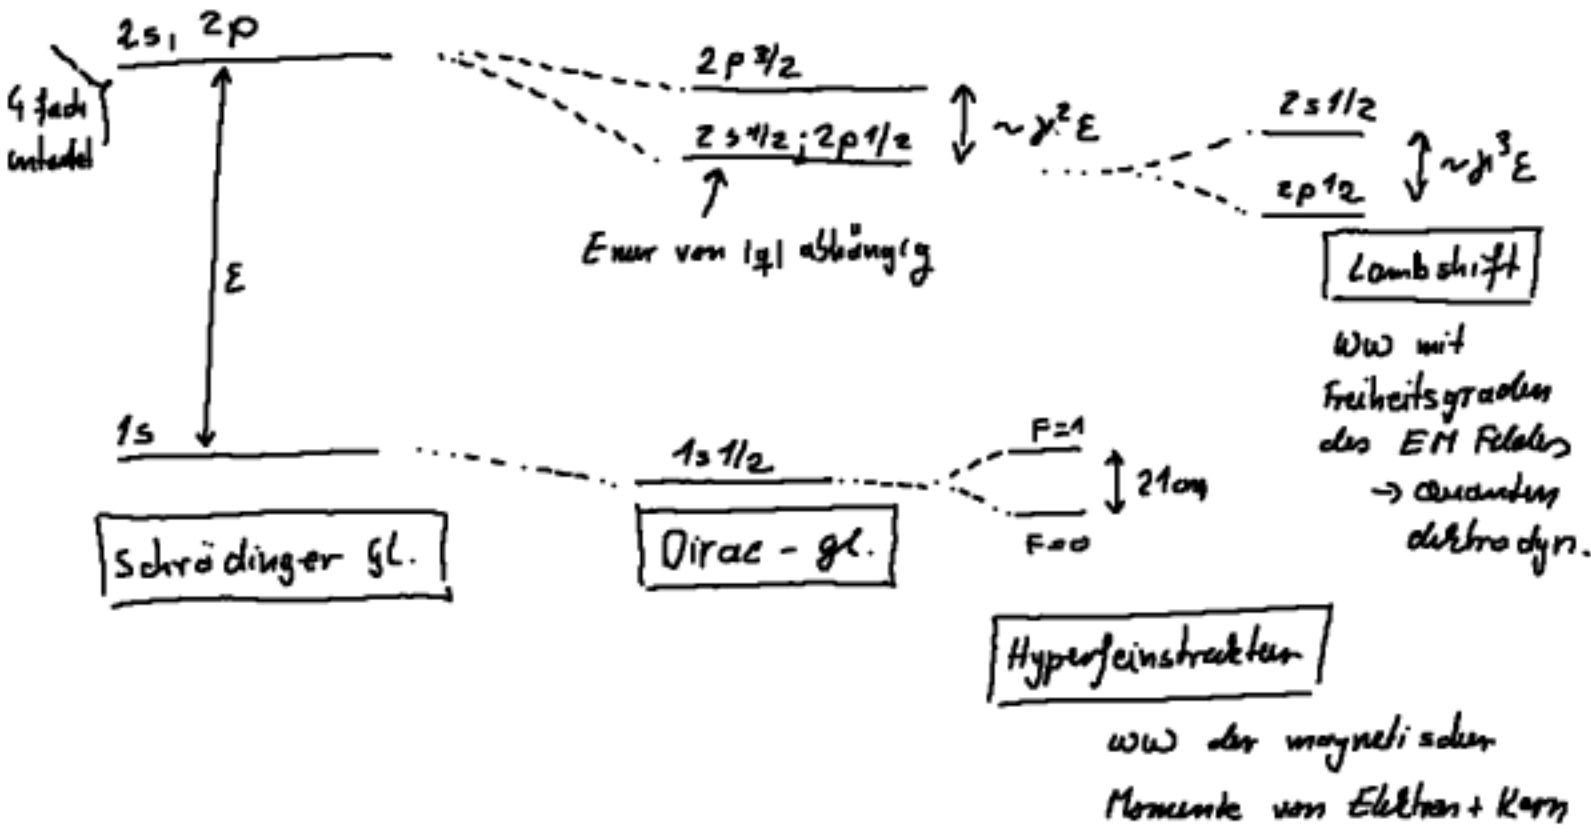 2s, 2p
4 fach
entartet
E
1s
Schrödinger Gl.
2p 3/2
2s 1/2 ; 2p 1/2
~ γ² E
E nur von |q| abhängig
1s 1/2
Dirac - gl.
F=1
F=0
21cm
Hyperfeinstruktur
WW der magnetischen
Momente von Elektron + Kern
2s 1/2
2p 1/2
~ γ³ E
Lambshift
WW mit
Freiheitsgraden
des EM Feldes
→ Quanten
elektrodyn.